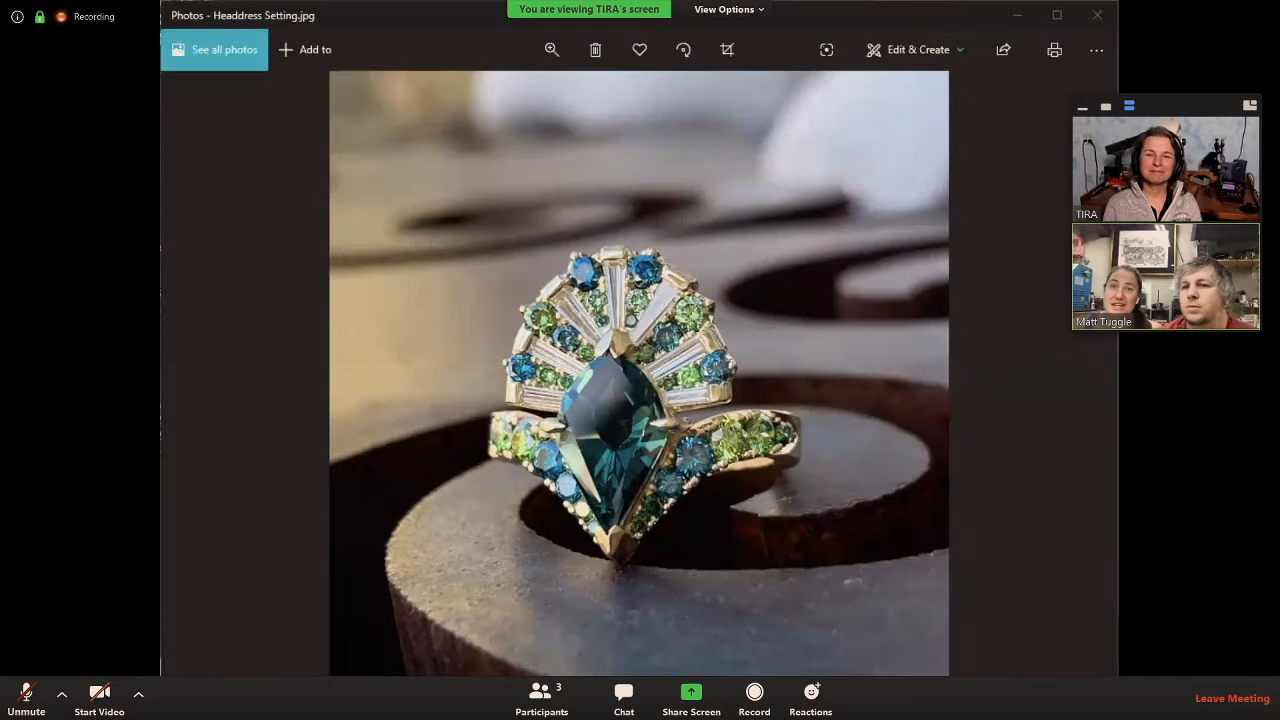 Recording
Photos - Headdress Setting.jpg
You are viewing TIRA's screen
View Options
See all photos
Add to
Edit & Create
TIRA
Matt Tuggle
Unmute
Start Video
Participants
3
Chat
Share Screen
Record
Reactions
Leave Meeting